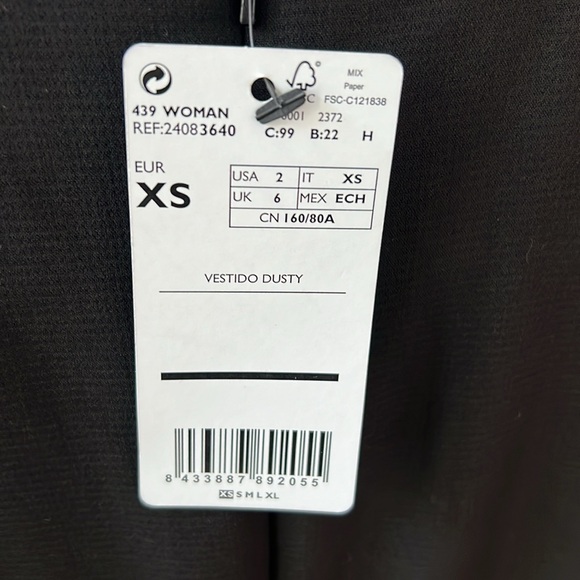 MIX
Paper
FSC-C121838
439 WOMAN
2372
REF:24083640
C:99 B:22 H
EUR
XS
USA 2 IT XS
UK 6 MEX ECH
CN 160/80A
VESTIDO DUSTY
8 433887 892055
XS S M L XL